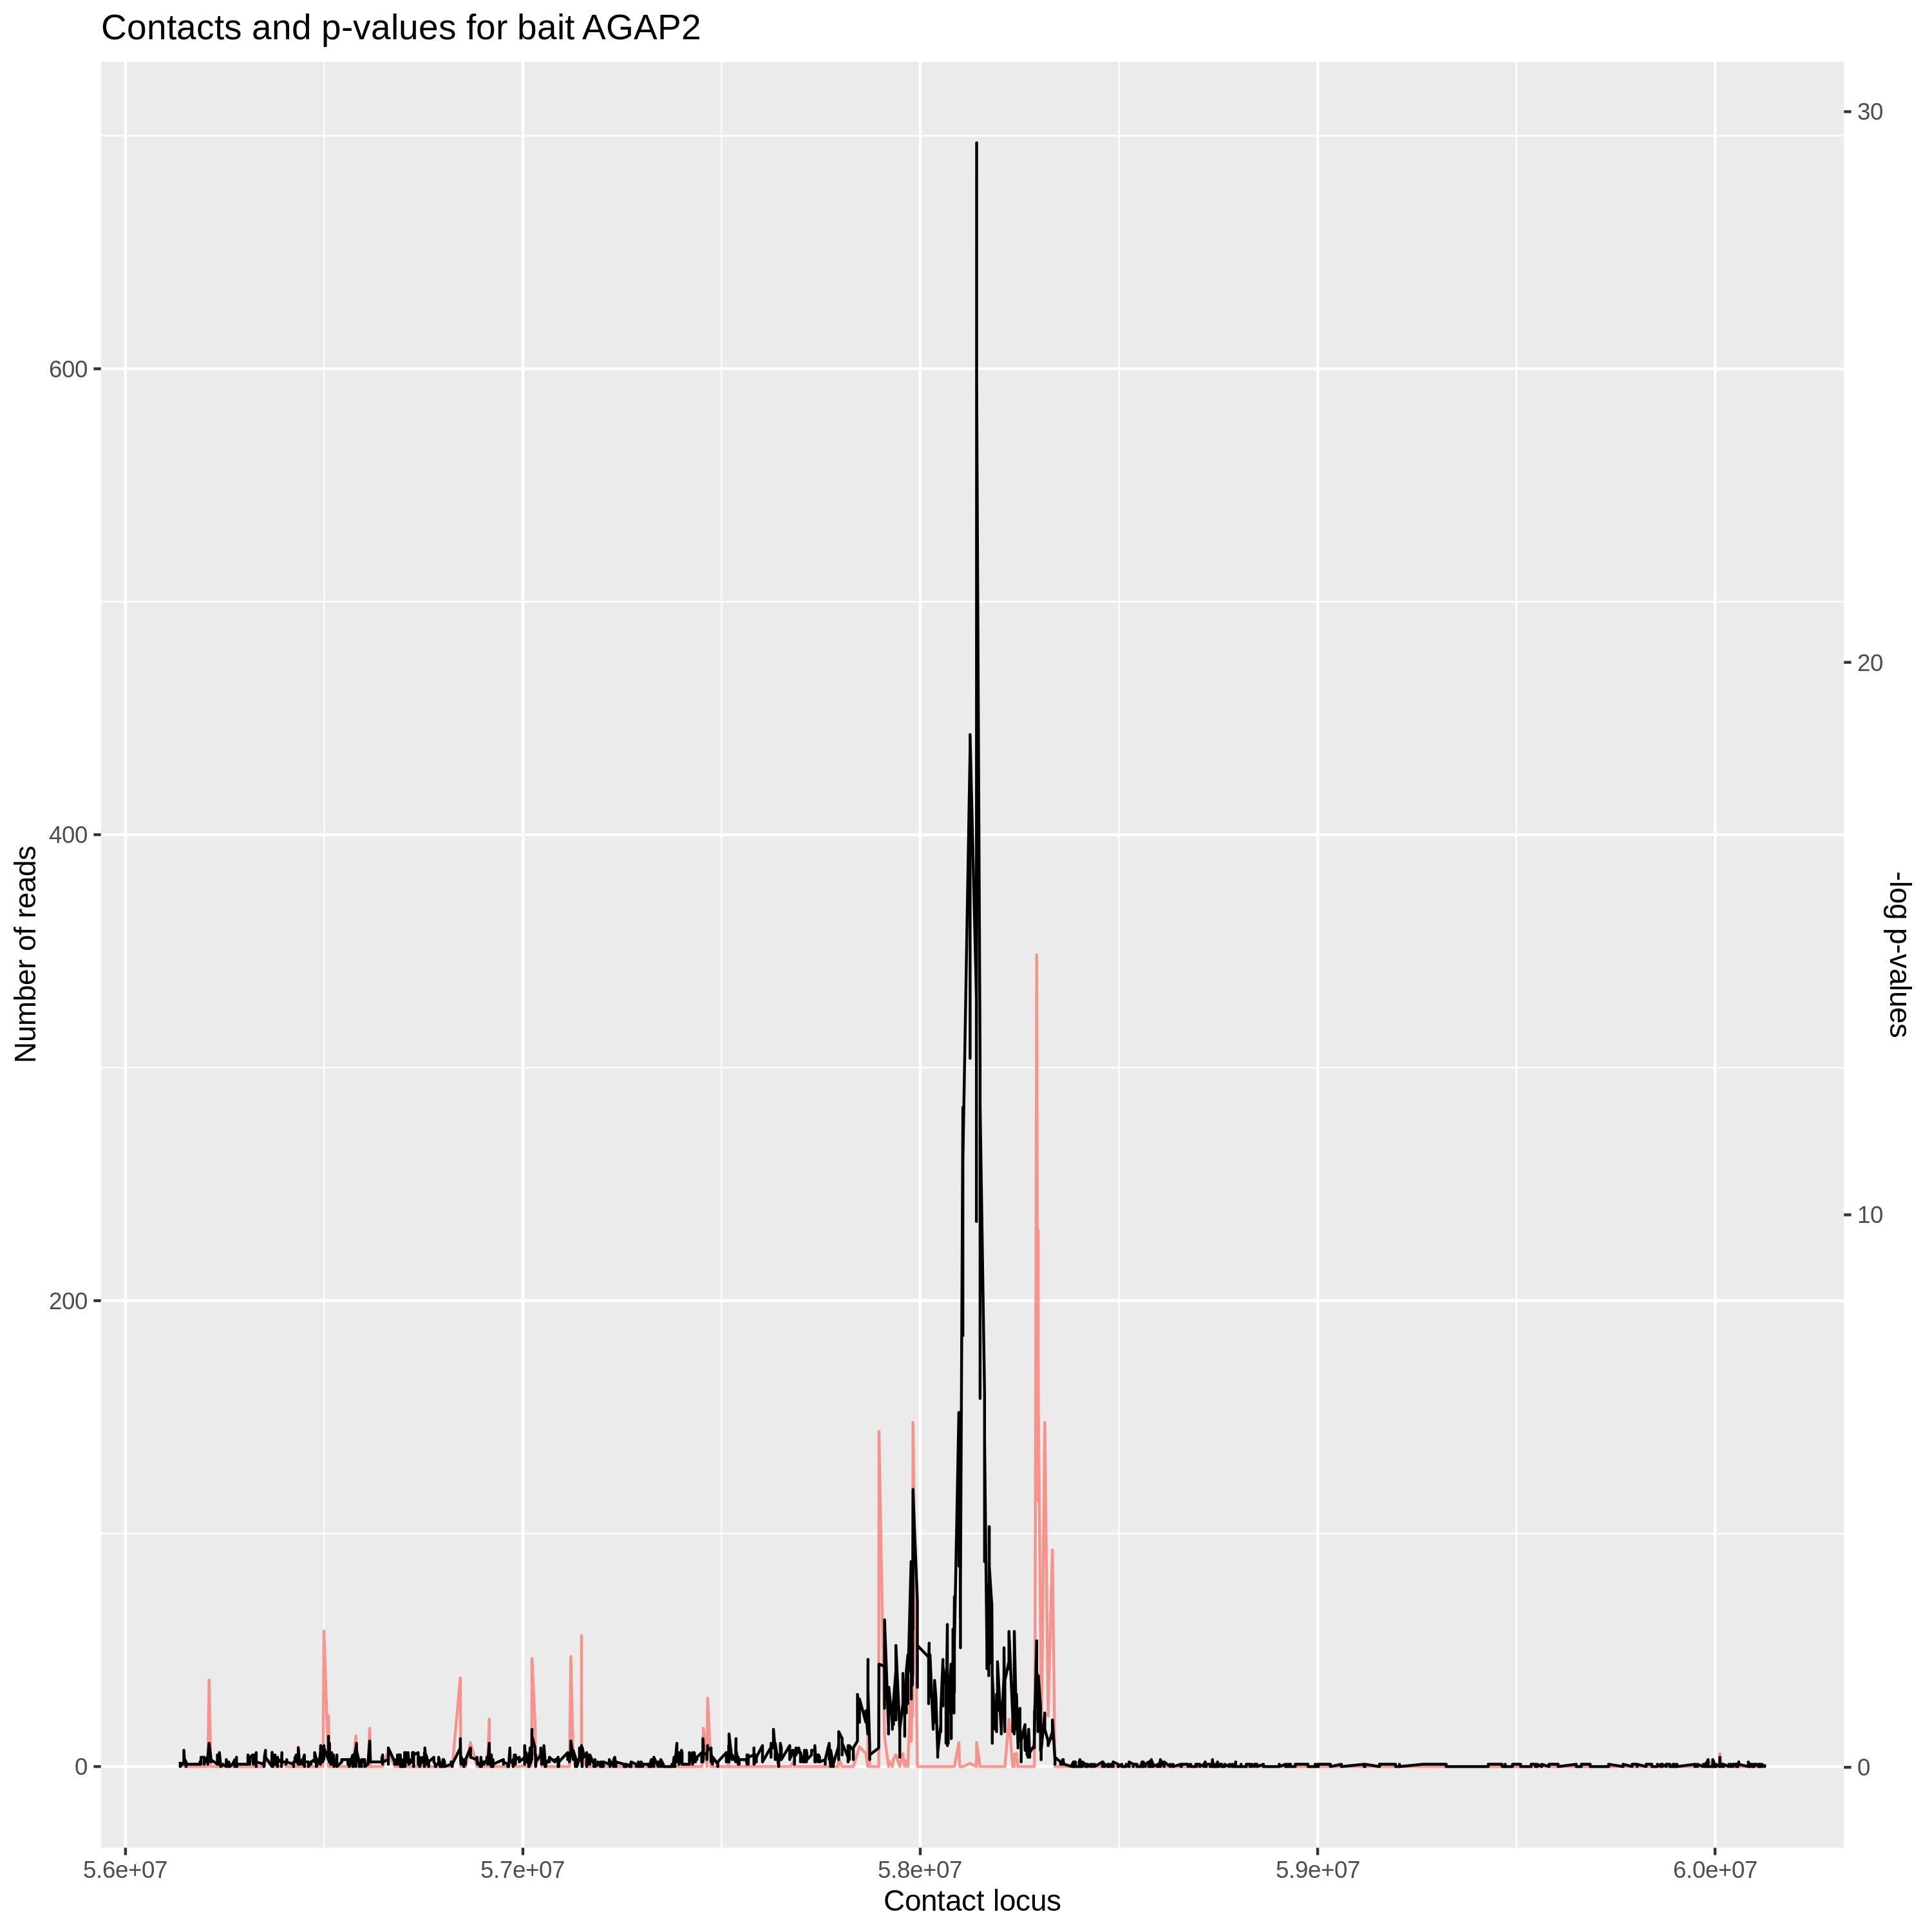 Contacts and p-values for bait AGAP2
Number of reads
600
400
200
0
30
20
10
0
-log p-values
5.6e+07
5.7e+07
5.8e+07
5.9e+07
6.0e+07
Contact locus